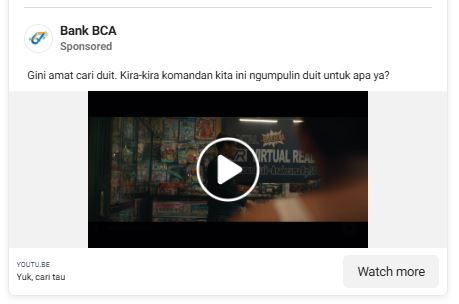 Bank BCA
Sponsored
Gini amat cari duit. Kira-kira komandan kita ini ngumpulin duit untuk apa ya?
VIRTUAL REAL
YOUTU.BE
Yuk, cari tau
Watch more